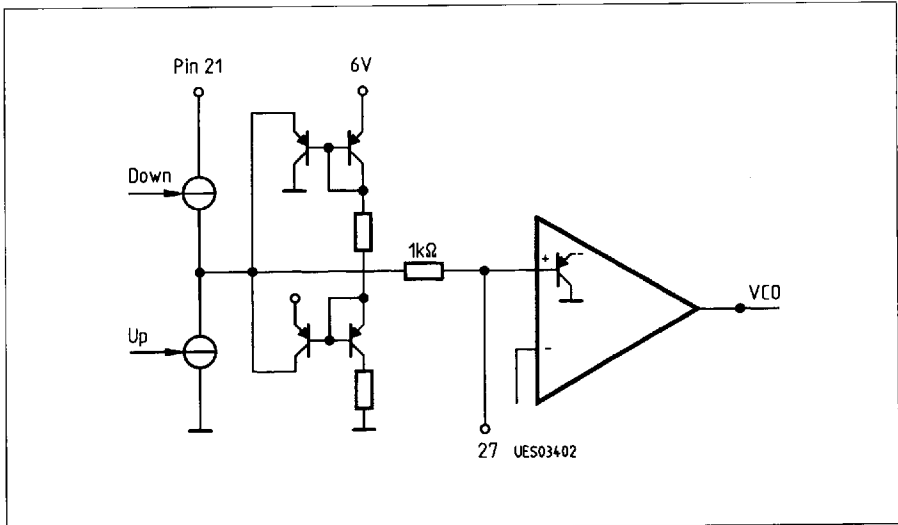 Pin 21
6V
Down
1kΩ
+
VCO
Up
-
27
UES03402